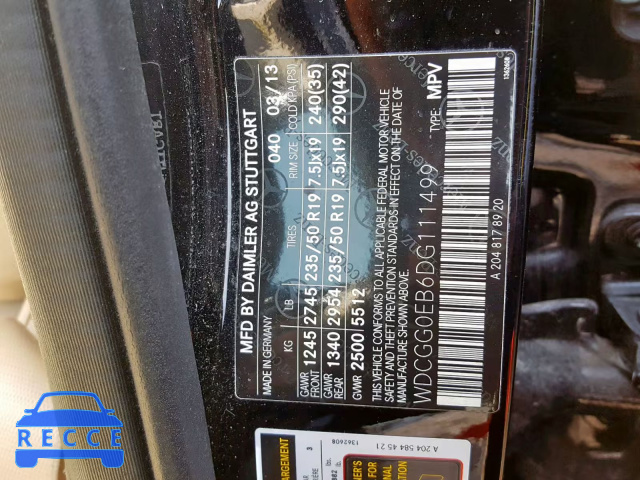 MFD BY DAIMLER AG STUTTGART
MADE IN GERMANY 040 03/13
KG LB TIRES RIM SIZE COLD KPA (PSI)
GAWR FRONT 1245 2745 235/50 R19 7.5Jx19 240(35)
GAWR REAR 1340 2954 235/50 R19 7.5Jx19 290(42)
GVWR 2500 5512
THIS VEHICLE CONFORMS TO ALL APPLICABLE FEDERAL MOTOR VEHICLE
SAFETY AND THEFT PREVENTION STANDARDS IN EFFECT ON THE DATE OF
MANUFACTURE SHOWN ABOVE.
WDCGG0EB6DG111499 TYPE: MPV
A 204 817 89 20
1362608
A 204 584 45 21
1362608
3
RECCE